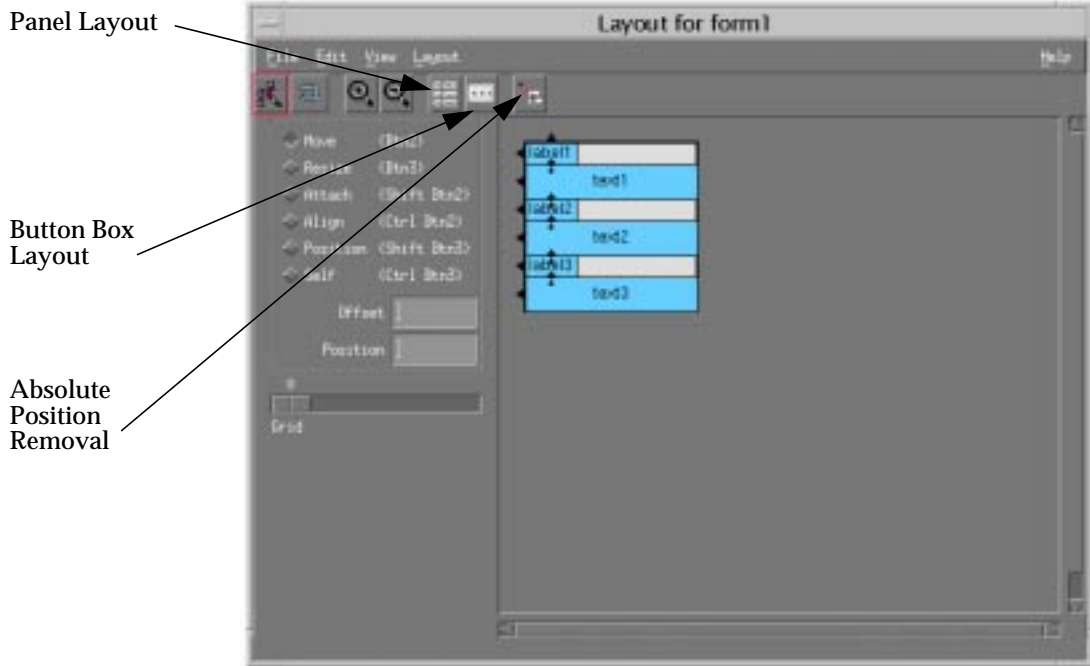 Panel Layout
Layout for form1
File Edit View Layout
Help
Move (Btn2)
Resize (Btn3)
Attach (Shift Btn2)
Align (Ctrl Btn2)
Position (Shift Btn3)
Self (Ctrl Btn3)
Offset
Position
0
Grid
label1
text1
label2
text2
label3
text3
Button Box
Layout
Absolute
Position
Removal